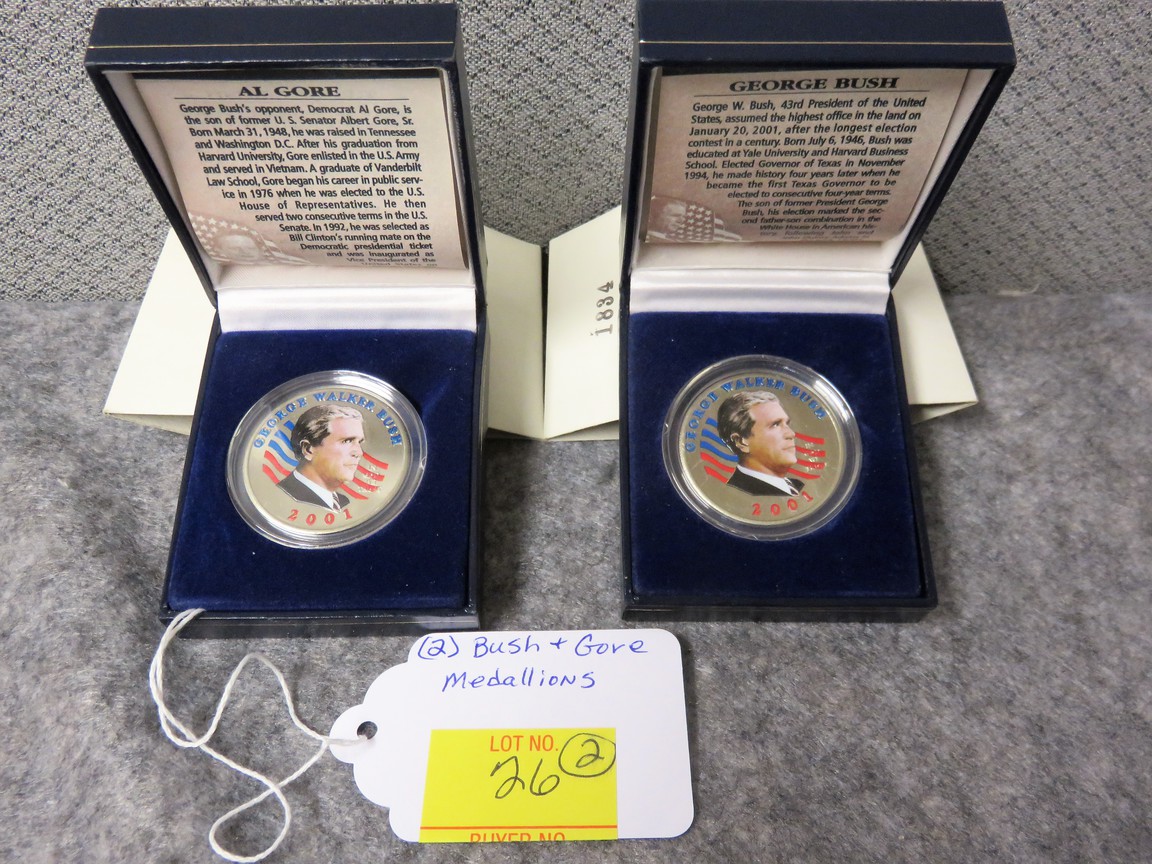 AL GORE
George Bush's opponent, Democrat Al Gore, is
the son of former U. S. Senator Albert Gore, Sr.
Born March 31, 1948, he was raised in Tennessee
and Washington D.C. After his graduation from
Harvard University, Gore enlisted in the U.S. Army
and served in Vietnam. A graduate of Vanderbilt
Law School, Gore began his career in public serv-
ice in 1976 when he was elected to the U.S.
House of Representatives. He then
served two consecutive terms in the U.S.
Senate. In 1992, he was selected as
Bill Clinton's running mate on the
Democratic presidential ticket
and was inaugurated as
Vice President of the
GEORGE BUSH
George W. Bush, 43rd President of the United
States, assumed the highest office in the land on
January 20, 2001, after the longest election
contest in a century. Born July 6, 1946, Bush was
educated at Yale University and Harvard Business
School. Elected Governor of Texas in November
1994, he made history four years later when he
became the first Texas Governor to be
elected to consecutive four-year terms.
The son of former President George
Bush, his election marked the sec-
ond father-son combination in the
White House in American his-
tory, following John and
1834
GEORGE WALKER BUSH
2001
GEORGE WALKER BUSH
2001
(2) Bush + Gore
Medallions
LOT NO. 2
26
BUYER NO.